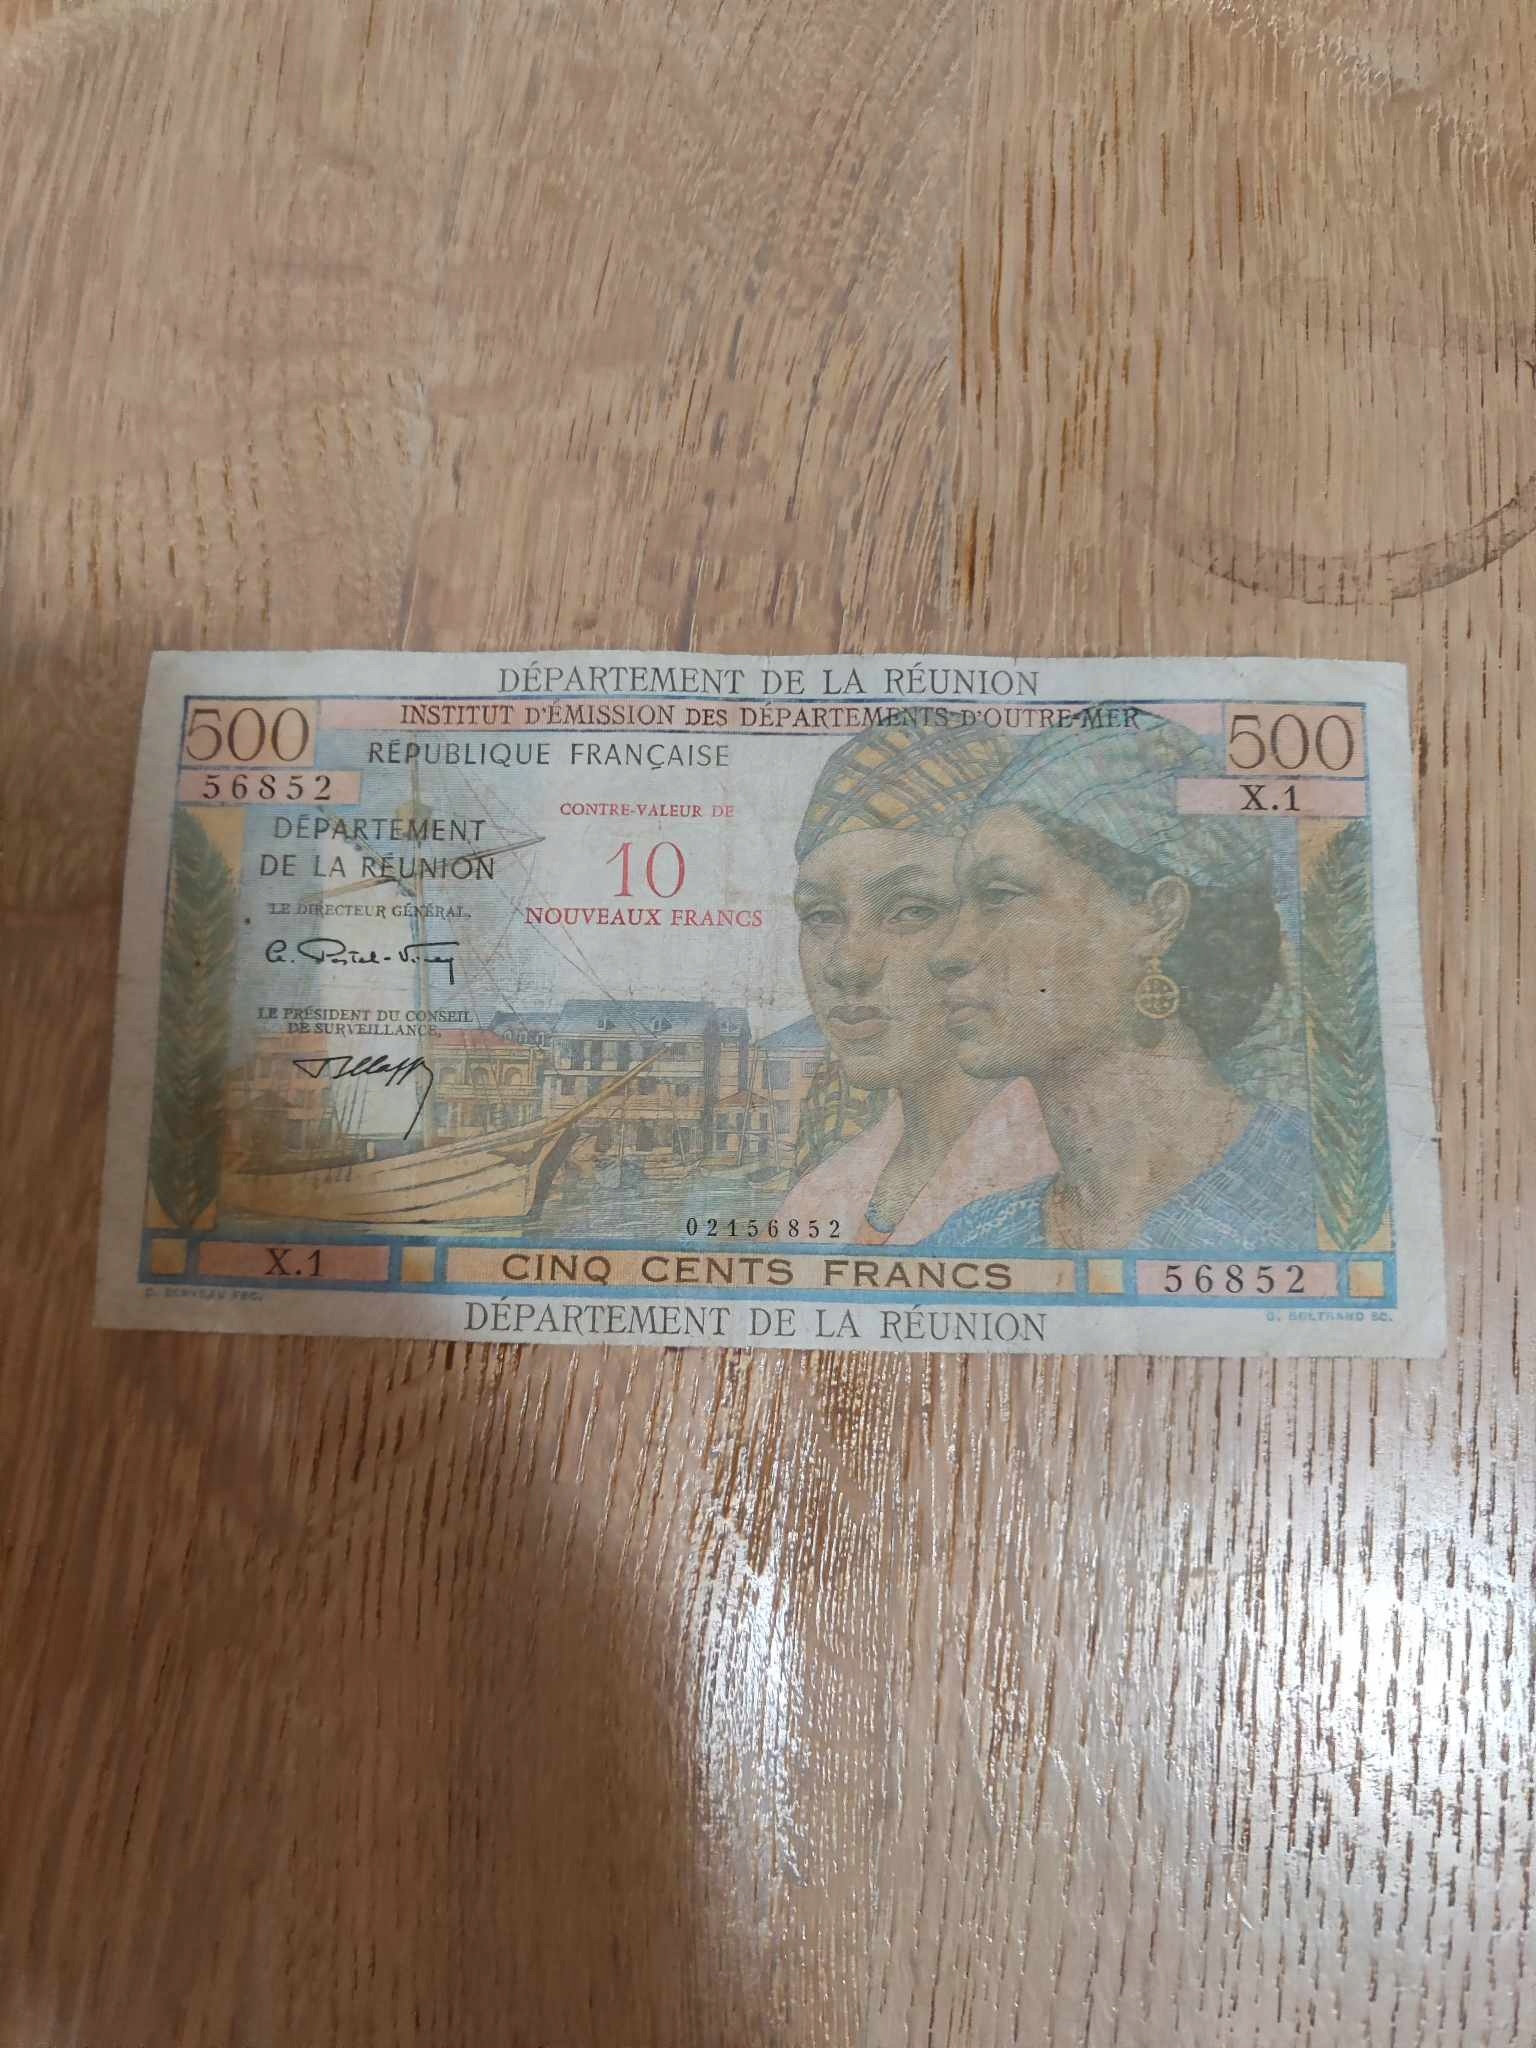 DÉPARTEMENT DE LA RÉUNION
INSTITUT D'ÉMISSION DES DÉPARTEMENTS D'OUTRE-MER
500
500
RÉPUBLIQUE FRANÇAISE
56852
X.1
CONTRE-VALEUR DE
10
NOUVEAUX FRANCS
DÉPARTEMENT
DE LA RÉUNION
LE DIRECTEUR GÉNÉRAL,
LE PRÉSIDENT DU CONSEIL
DE SURVEILLANCE,
02156852
X.1
CINQ CENTS FRANCS
56852
DÉPARTEMENT DE LA RÉUNION